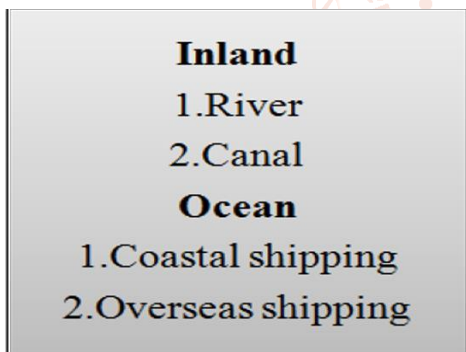 Inland
1.River
2.Canal
Ocean
1.Coastal shipping
2.Overseas shipping